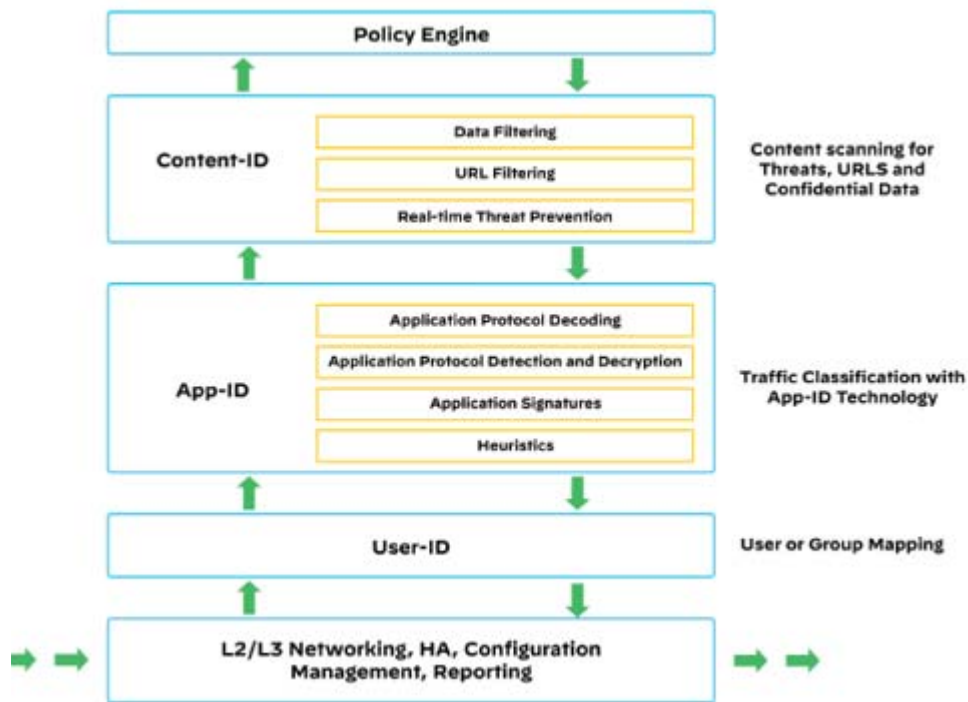 Policy Engine
Content-ID
Data Filtering
URL Filtering
Real-time Threat Prevention
Content scanning for
Threats, URLS and
Confidential Data
App-ID
Application Protocol Decoding
Application Protocol Detection and Decryption
Application Signatures
Heuristics
Traffic Classification with
App-ID Technology
User-ID
User or Group Mapping
L2/L3 Networking, HA, Configuration
Management, Reporting